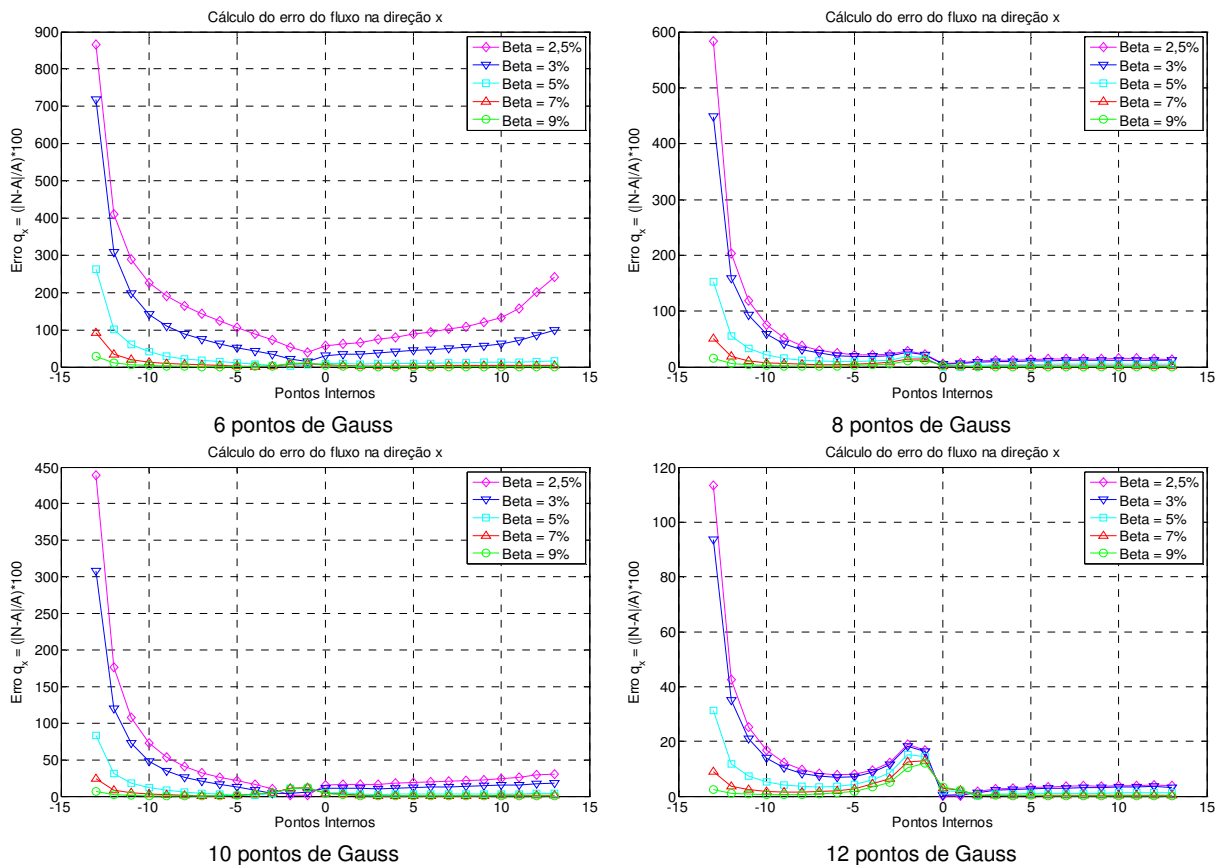 Cálculo do erro do fluxo na direção x
900
800
700
600
500
400
300
200
100
0
-15
-10
-5
0
5
10
15
Erro qx = (|N-A|/A)*100
Pontos Internos
Beta = 2,5%
Beta = 3%
Beta = 5%
Beta = 7%
Beta = 9%
6 pontos de Gauss
Cálculo do erro do fluxo na direção x
600
500
400
300
200
100
0
-15
-10
-5
0
5
10
15
Erro qx = (|N-A|/A)*100
Pontos Internos
Beta = 2,5%
Beta = 3%
Beta = 5%
Beta = 7%
Beta = 9%
8 pontos de Gauss
Cálculo do erro do fluxo na direção x
450
400
350
300
250
200
150
100
50
0
-15
-10
-5
0
5
10
15
Erro qx = (|N-A|/A)*100
Pontos Internos
Beta = 2,5%
Beta = 3%
Beta = 5%
Beta = 7%
Beta = 9%
10 pontos de Gauss
Cálculo do erro do fluxo na direção x
120
100
80
60
40
20
0
-15
-10
-5
0
5
10
15
Erro qx = (|N-A|/A)*100
Pontos Internos
Beta = 2,5%
Beta = 3%
Beta = 5%
Beta = 7%
Beta = 9%
12 pontos de Gauss